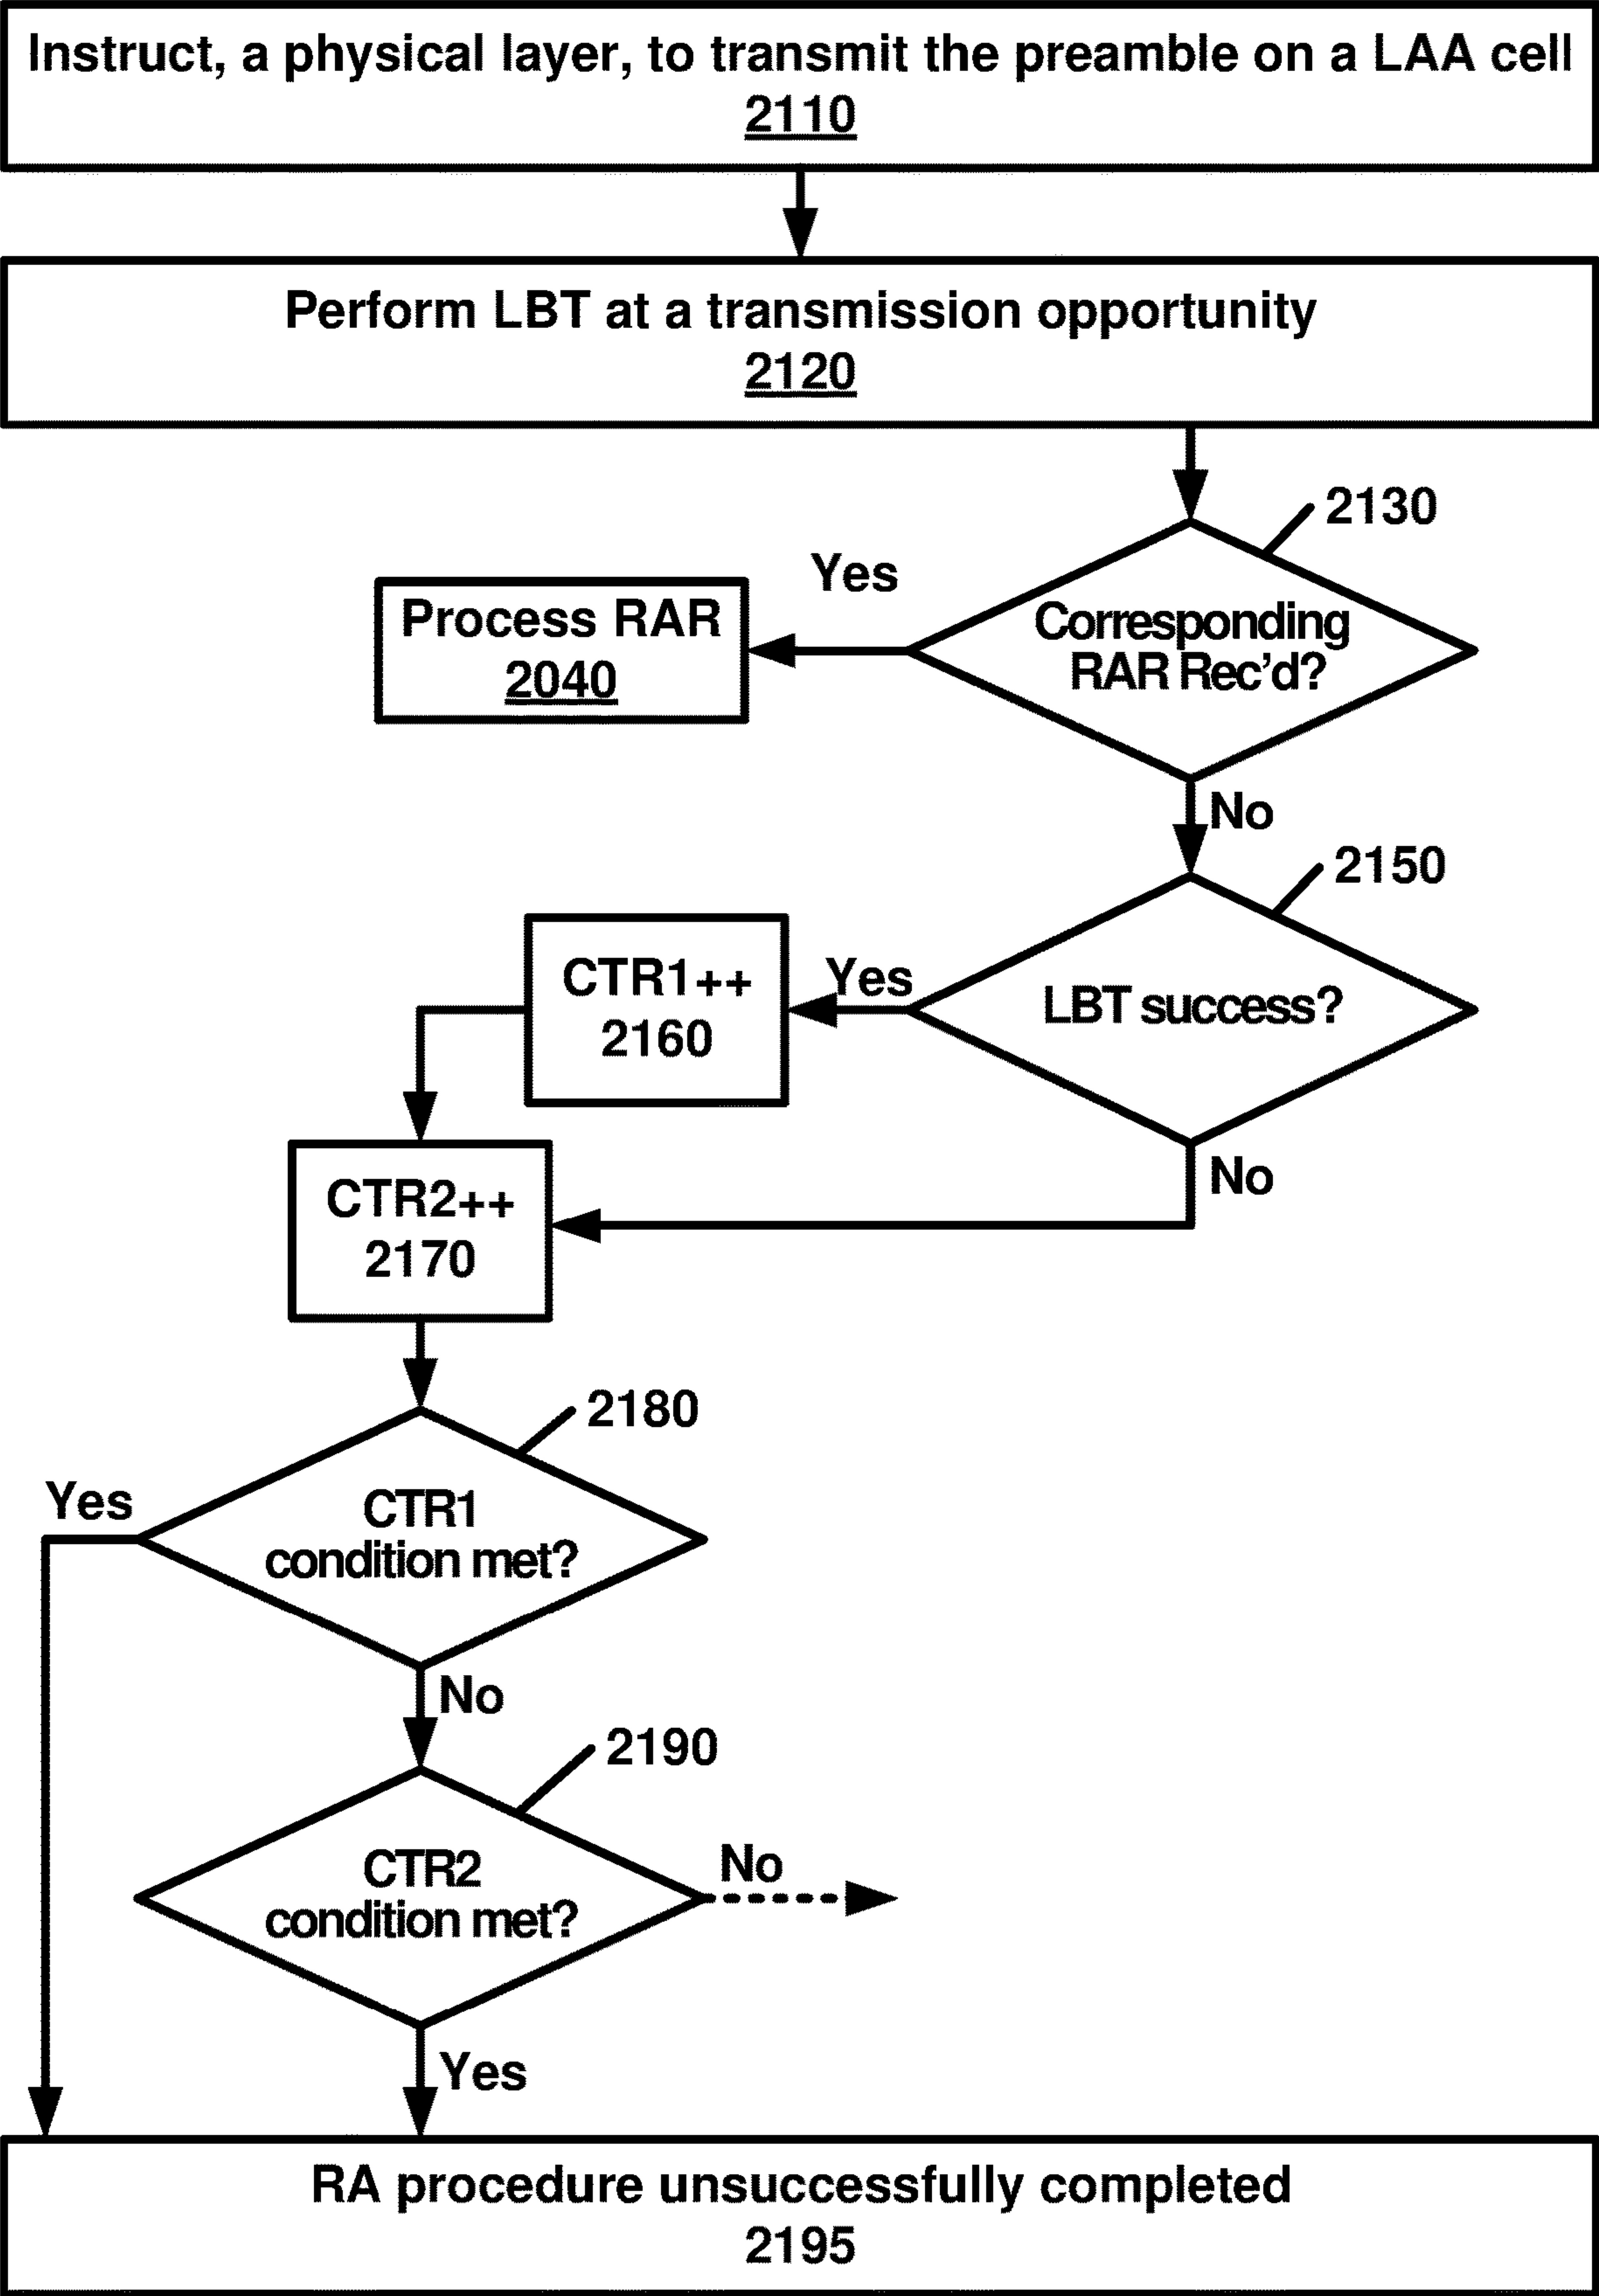 Instruct, a physical layer, to transmit the preamble on a LAA cell
2110
Perform LBT at a transmission opportunity
2120
2130
Yes
Corresponding
RAR Rec'd?
Process RAR
2040
No
2150
LBT success?
Yes
CTR1++
2160
No
CTR2++
2170
2180
Yes
CTR1
condition met?
No
2190
CTR2
condition met?
No
Yes
RA procedure unsuccessfully completed
2195